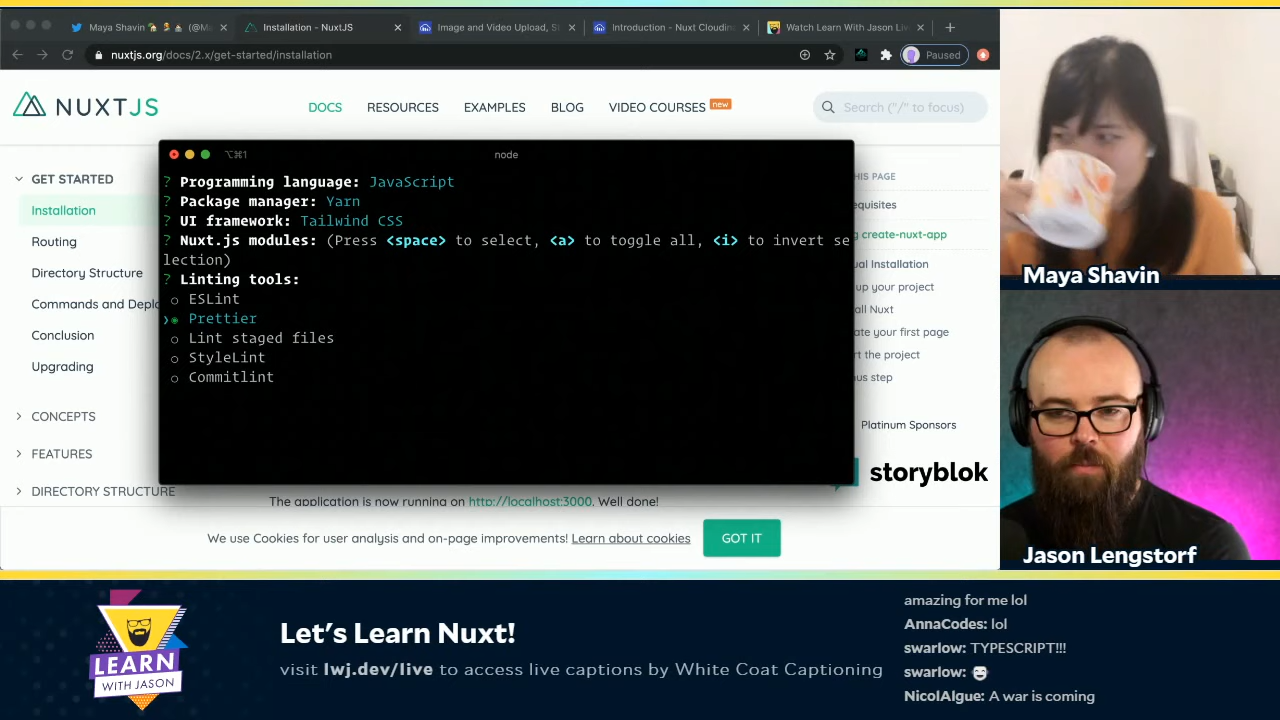 Maya Shavin
Installation - NuxtJS
Image and Video Upload, S
Introduction - Nuxt Cloudin
Watch Learn With Jason Liv
nuxtjs.org/docs/2.x/get-started/installation
Paused
NUXTJS
DOCS
RESOURCES
EXAMPLES
BLOG
VIDEO COURSES new
Search ("/" to focus)
GET STARTED
Installation
Routing
Directory Structure
Commands and Deplo
Conclusion
Upgrading
CONCEPTS
FEATURES
DIRECTORY STRUCTURE
⌥⌘1
node
? Programming language: JavaScript
? Package manager: Yarn
? UI framework: Tailwind CSS
? Nuxt.js modules: (Press <space> to select, <a> to toggle all, <i> to invert se
lection)
? Linting tools:
○ ESLint
❯◉ Prettier
○ Lint staged files
○ StyleLint
○ Commitlint
The application is now running on http://localhost:3000. Well done!
HIS PAGE
equisites
g create-nuxt-app
ual Installation
up your project
all Nuxt
ate your first page
rt the project
nus step
Platinum Sponsors
storyblok
We use Cookies for user analysis and on-page improvements! Learn about cookies
GOT IT
Maya Shavin
Jason Lengstorf
LEARN
WITH JASON
Let's Learn Nuxt!
visit lwj.dev/live to access live captions by White Coat Captioning
amazing for me lol
AnnaCodes: lol
swarlow: TYPESCRIPT!!!
swarlow: 😄
NicolAlgue: A war is coming